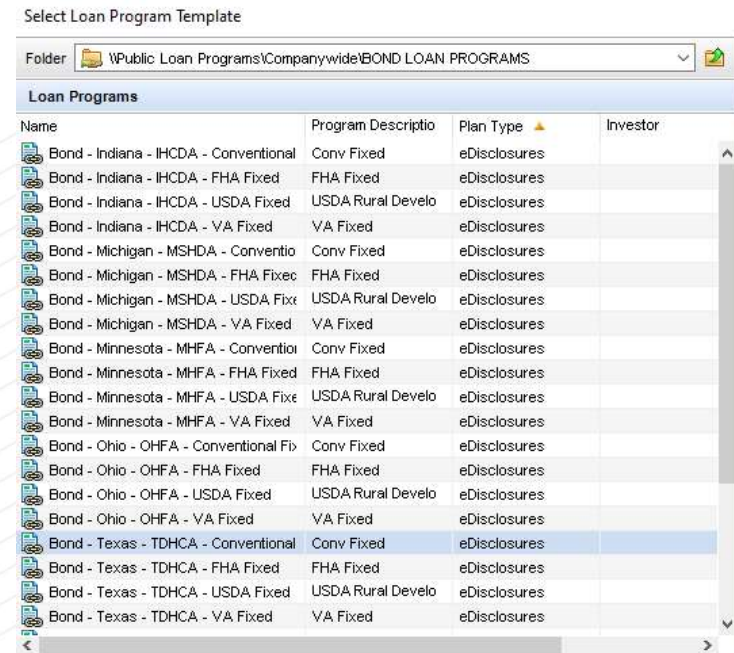 Select Loan Program Template
Folder \\Public Loan Programs\Companywide\BOND LOAN PROGRAMS
Loan Programs
Name Program Descriptio Plan Type Investor
Bond - Indiana - IHCDA - Conventional Conv Fixed eDisclosures
Bond - Indiana - IHCDA - FHA Fixed FHA Fixed eDisclosures
Bond - Indiana - IHCDA - USDA Fixed USDA Rural Develo eDisclosures
Bond - Indiana - IHCDA - VA Fixed VA Fixed eDisclosures
Bond - Michigan - MSHDA - Conventio Conv Fixed eDisclosures
Bond - Michigan - MSHDA - FHA Fixec FHA Fixed eDisclosures
Bond - Michigan - MSHDA - USDA Fixe USDA Rural Develo eDisclosures
Bond - Michigan - MSHDA - VA Fixed VA Fixed eDisclosures
Bond - Minnesota - MHFA - Conventior Conv Fixed eDisclosures
Bond - Minnesota - MHFA - FHA Fixed FHA Fixed eDisclosures
Bond - Minnesota - MHFA - USDA Fixe USDA Rural Develo eDisclosures
Bond - Minnesota - MHFA - VA Fixed VA Fixed eDisclosures
Bond - Ohio - OHFA - Conventional Fix Conv Fixed eDisclosures
Bond - Ohio - OHFA - FHA Fixed FHA Fixed eDisclosures
Bond - Ohio - OHFA - USDA Fixed USDA Rural Develo eDisclosures
Bond - Ohio - OHFA - VA Fixed VA Fixed eDisclosures
Bond - Texas - TDHCA - Conventional Conv Fixed eDisclosures
Bond - Texas - TDHCA - FHA Fixed FHA Fixed eDisclosures
Bond - Texas - TDHCA - USDA Fixed USDA Rural Develo eDisclosures
Bond - Texas - TDHCA - VA Fixed VA Fixed eDisclosures